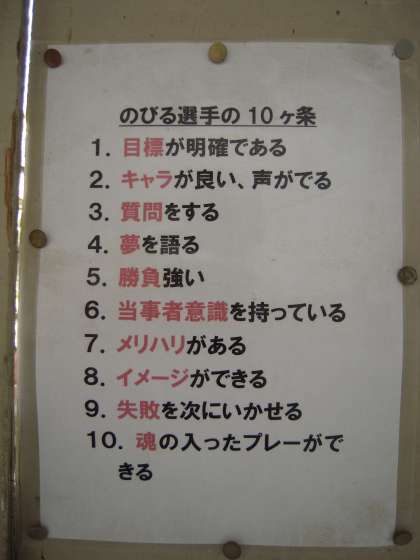 のびる選手の10ヶ条
1. 目標が明確である
2. キャラが良い、声がでる
3. 質問をする
4. 夢を語る
5. 勝負強い
6. 当事者意識を持っている
7. メリハリがある
8. イメージができる
9. 失敗を次にいかせる
10. 魂の入ったプレーがで
きる